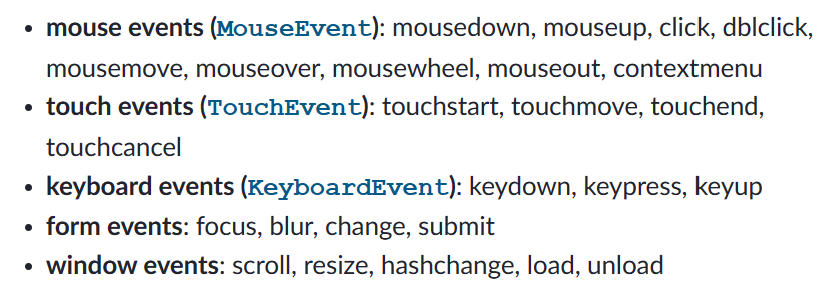 • mouse events (MouseEvent): mousedown, mouseup, click, dblclick,
mousemove, mouseover, mousewheel, mouseout, contextmenu
• touch events (TouchEvent): touchstart, touchmove, touchend,
touchcancel
• keyboard events (KeyboardEvent): keydown, keypress, keyup
• form events: focus, blur, change, submit
• window events: scroll, resize, hashchange, load, unload